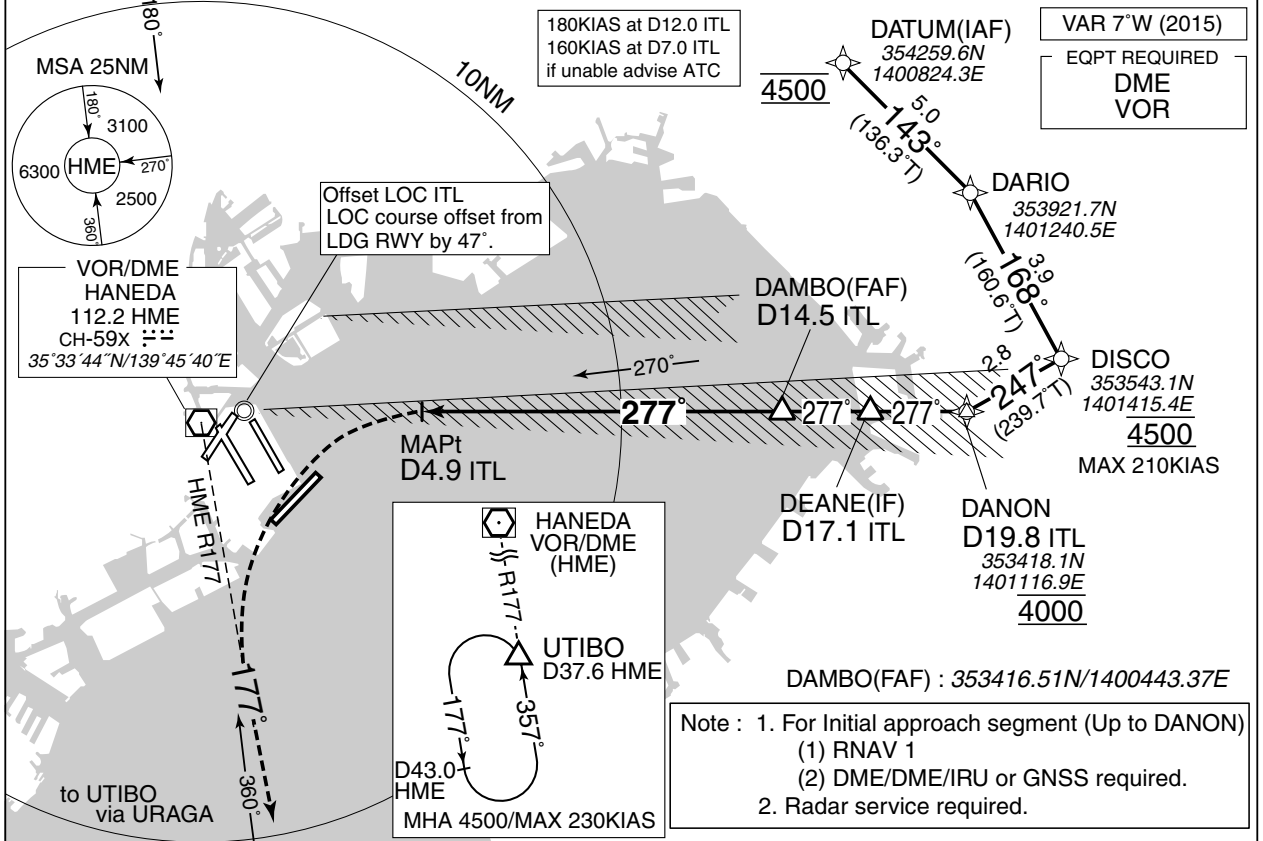 180°
MSA 25NM
180°
3100
6300
HME
270°
2500
360°
VOR/DME
HANEDA
112.2 HME
CH-59X
35°33′44″N/139°45′40″E
10NM
180KIAS at D12.0 ITL
160KIAS at D7.0 ITL
if unable advise ATC
VAR 7°W (2015)
EQPT REQUIRED
DME
VOR
DATUM(IAF)
354259.6N
1400824.3E
4500
5.0
143°
(136.3°T)
DARIO
353921.7N
1401240.5E
3.9
168°
(160.6°T)
DISCO
353543.1N
1401415.4E
4500
MAX 210KIAS
2.8
247°
(239.7°T)
Offset LOC ITL
LOC course offset from
LDG RWY by 47°.
DAMBO(FAF)
D14.5 ITL
270°
277°
277°
277°
MAPt
D4.9 ITL
DEANE(IF)
D17.1 ITL
DANON
D19.8 ITL
353418.1N
1401116.9E
4000
HME R177
177°
360°
to UTIBO
via URAGA
HANEDA
VOR/DME
(HME)
R177
UTIBO
D37.6 HME
177°
357°
D43.0
HME
MHA 4500/MAX 230KIAS
DAMBO(FAF) : 353416.51N/1400443.37E
Note : 1. For Initial approach segment (Up to DANON)
(1) RNAV 1
(2) DME/DME/IRU or GNSS required.
2. Radar service required.